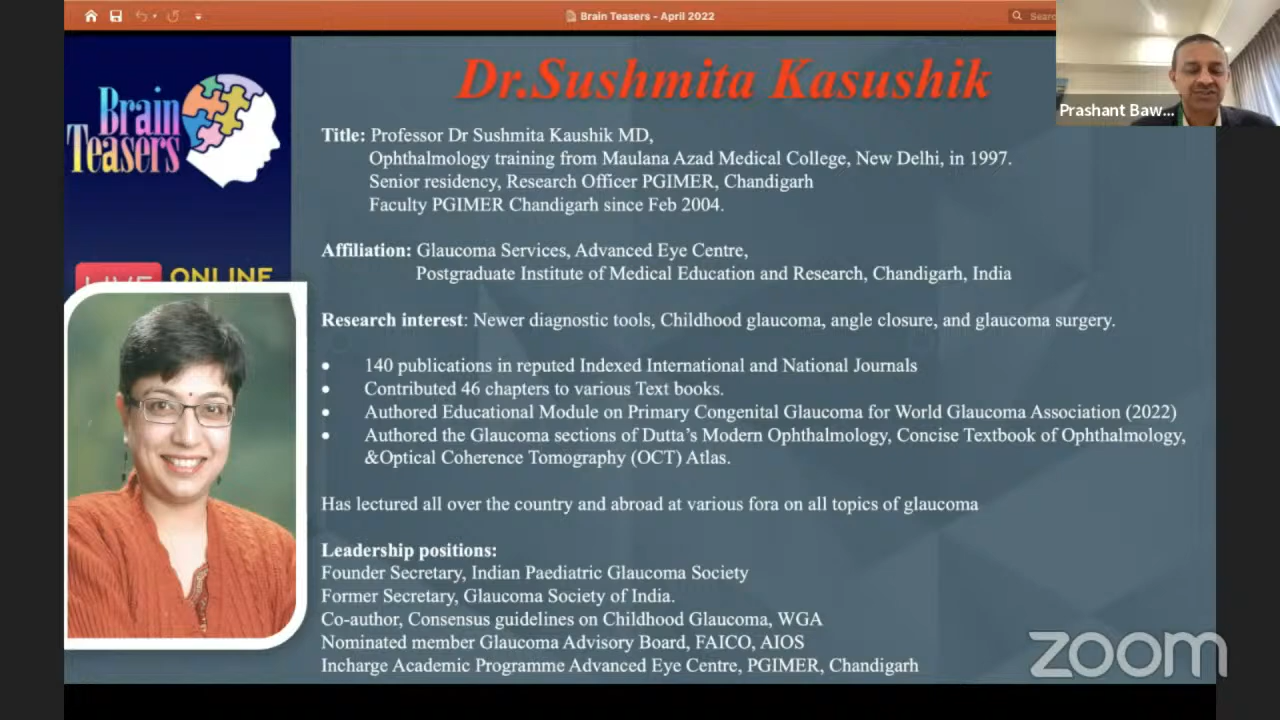 Brain Teasers - April 2022
Prashant Baw...
Brain
Teasers
LIVE ONLINE
Dr.Sushmita Kasushik
Title: Professor Dr Sushmita Kaushik MD,
Ophthalmology training from Maulana Azad Medical College, New Delhi, in 1997.
Senior residency, Research Officer PGIMER, Chandigarh
Faculty PGIMER Chandigarh since Feb 2004.
Affiliation: Glaucoma Services, Advanced Eye Centre,
Postgraduate Institute of Medical Education and Research, Chandigarh, India
Research interest: Newer diagnostic tools, Childhood glaucoma, angle closure, and glaucoma surgery.
• 140 publications in reputed Indexed International and National Journals
• Contributed 46 chapters to various Text books.
• Authored Educational Module on Primary Congenital Glaucoma for World Glaucoma Association (2022)
• Authored the Glaucoma sections of Dutta's Modern Ophthalmology, Concise Textbook of Ophthalmology,
&Optical Coherence Tomography (OCT) Atlas.
Has lectured all over the country and abroad at various fora on all topics of glaucoma
Leadership positions:
Founder Secretary, Indian Paediatric Glaucoma Society
Former Secretary, Glaucoma Society of India.
Co-author, Consensus guidelines on Childhood Glaucoma, WGA
Nominated member Glaucoma Advisory Board, FAICO, AIOS
Incharge Academic Programme Advanced Eye Centre, PGIMER, Chandigarh
zoom